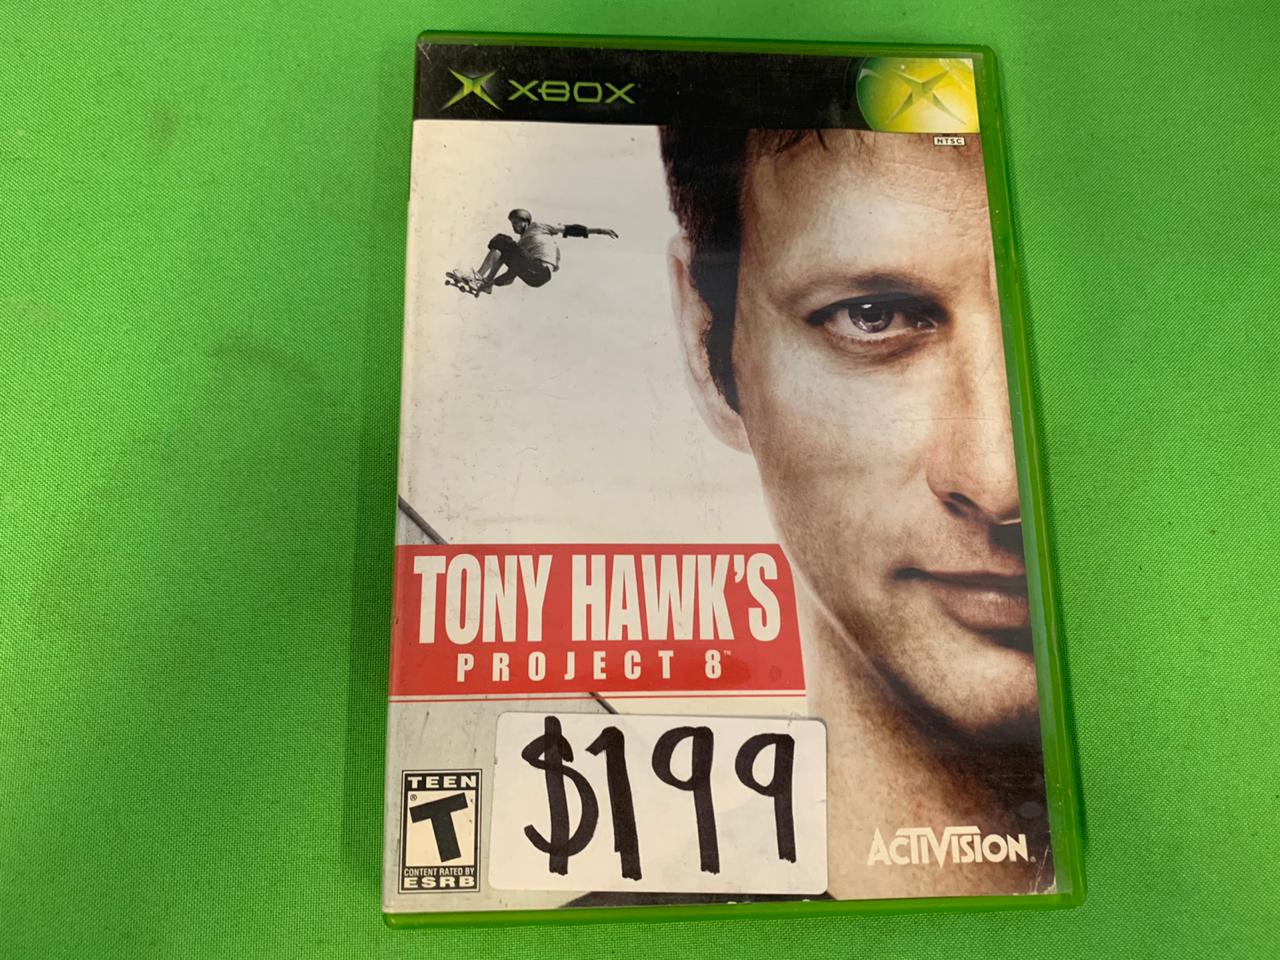 XBOX
NTSC
TONY HAWK'S
PROJECT 8™
$199
TEEN
T
®
CONTENT RATED BY
ESRB
ACTIVISION®